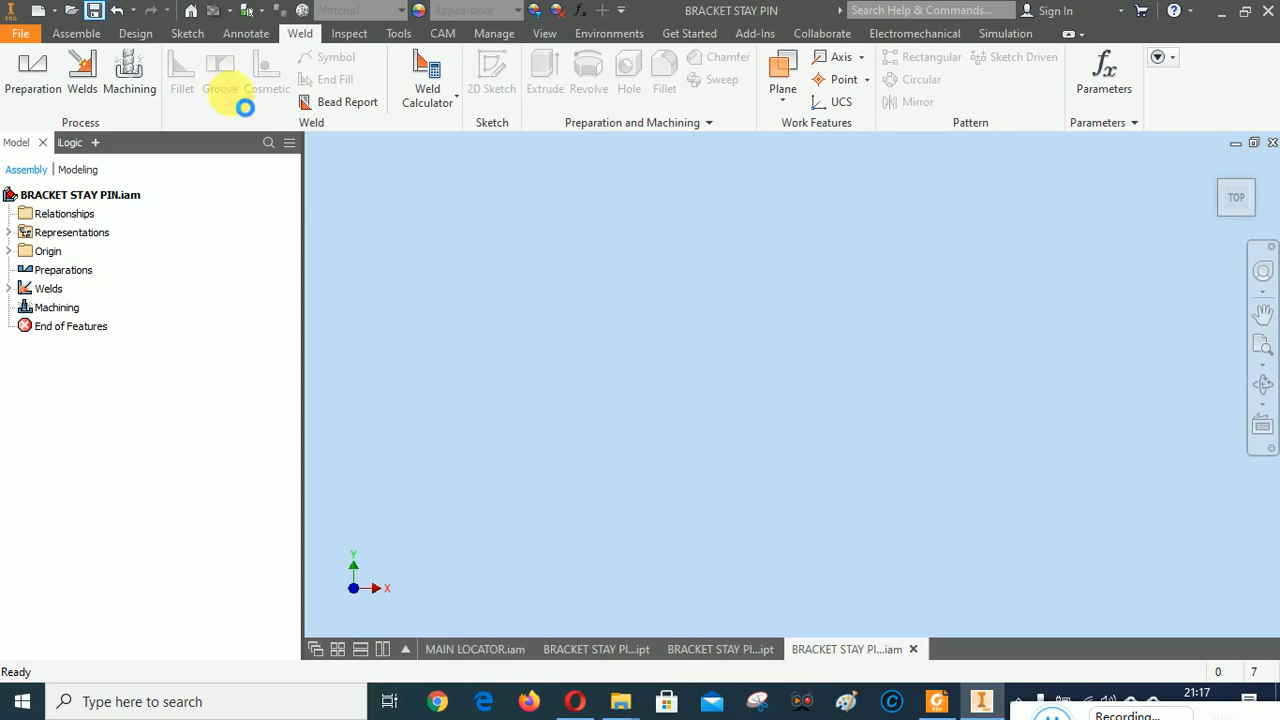 PRO
Material
Appearance
BRACKET STAY PIN
Search Help & Commands...
Sign In
File
Assemble
Design
Sketch
Annotate
Weld
Inspect
Tools
CAM
Manage
View
Environments
Get Started
Add-Ins
Collaborate
Electromechanical
Simulation
Preparation
Welds
Machining
Process
Fillet
Groove
Cosmetic
Symbol
End Fill
Bead Report
Weld
Weld
Calculator
2D Sketch
Sketch
Extrude
Revolve
Hole
Fillet
Chamfer
Sweep
Preparation and Machining
Plane
Axis
Point
UCS
Work Features
Rectangular
Sketch Driven
Circular
Mirror
Pattern
fx
Parameters
Parameters
Model
iLogic
Assembly
Modeling
BRACKET STAY PIN.iam
Relationships
Representations
Origin
Preparations
Welds
Machining
End of Features
TOP
Y
X
MAIN LOCATOR.iam
BRACKET STAY PI...ipt
BRACKET STAY PI...ipt
BRACKET STAY PI...iam
Ready
0
7
Type here to search
21:17
Recording...